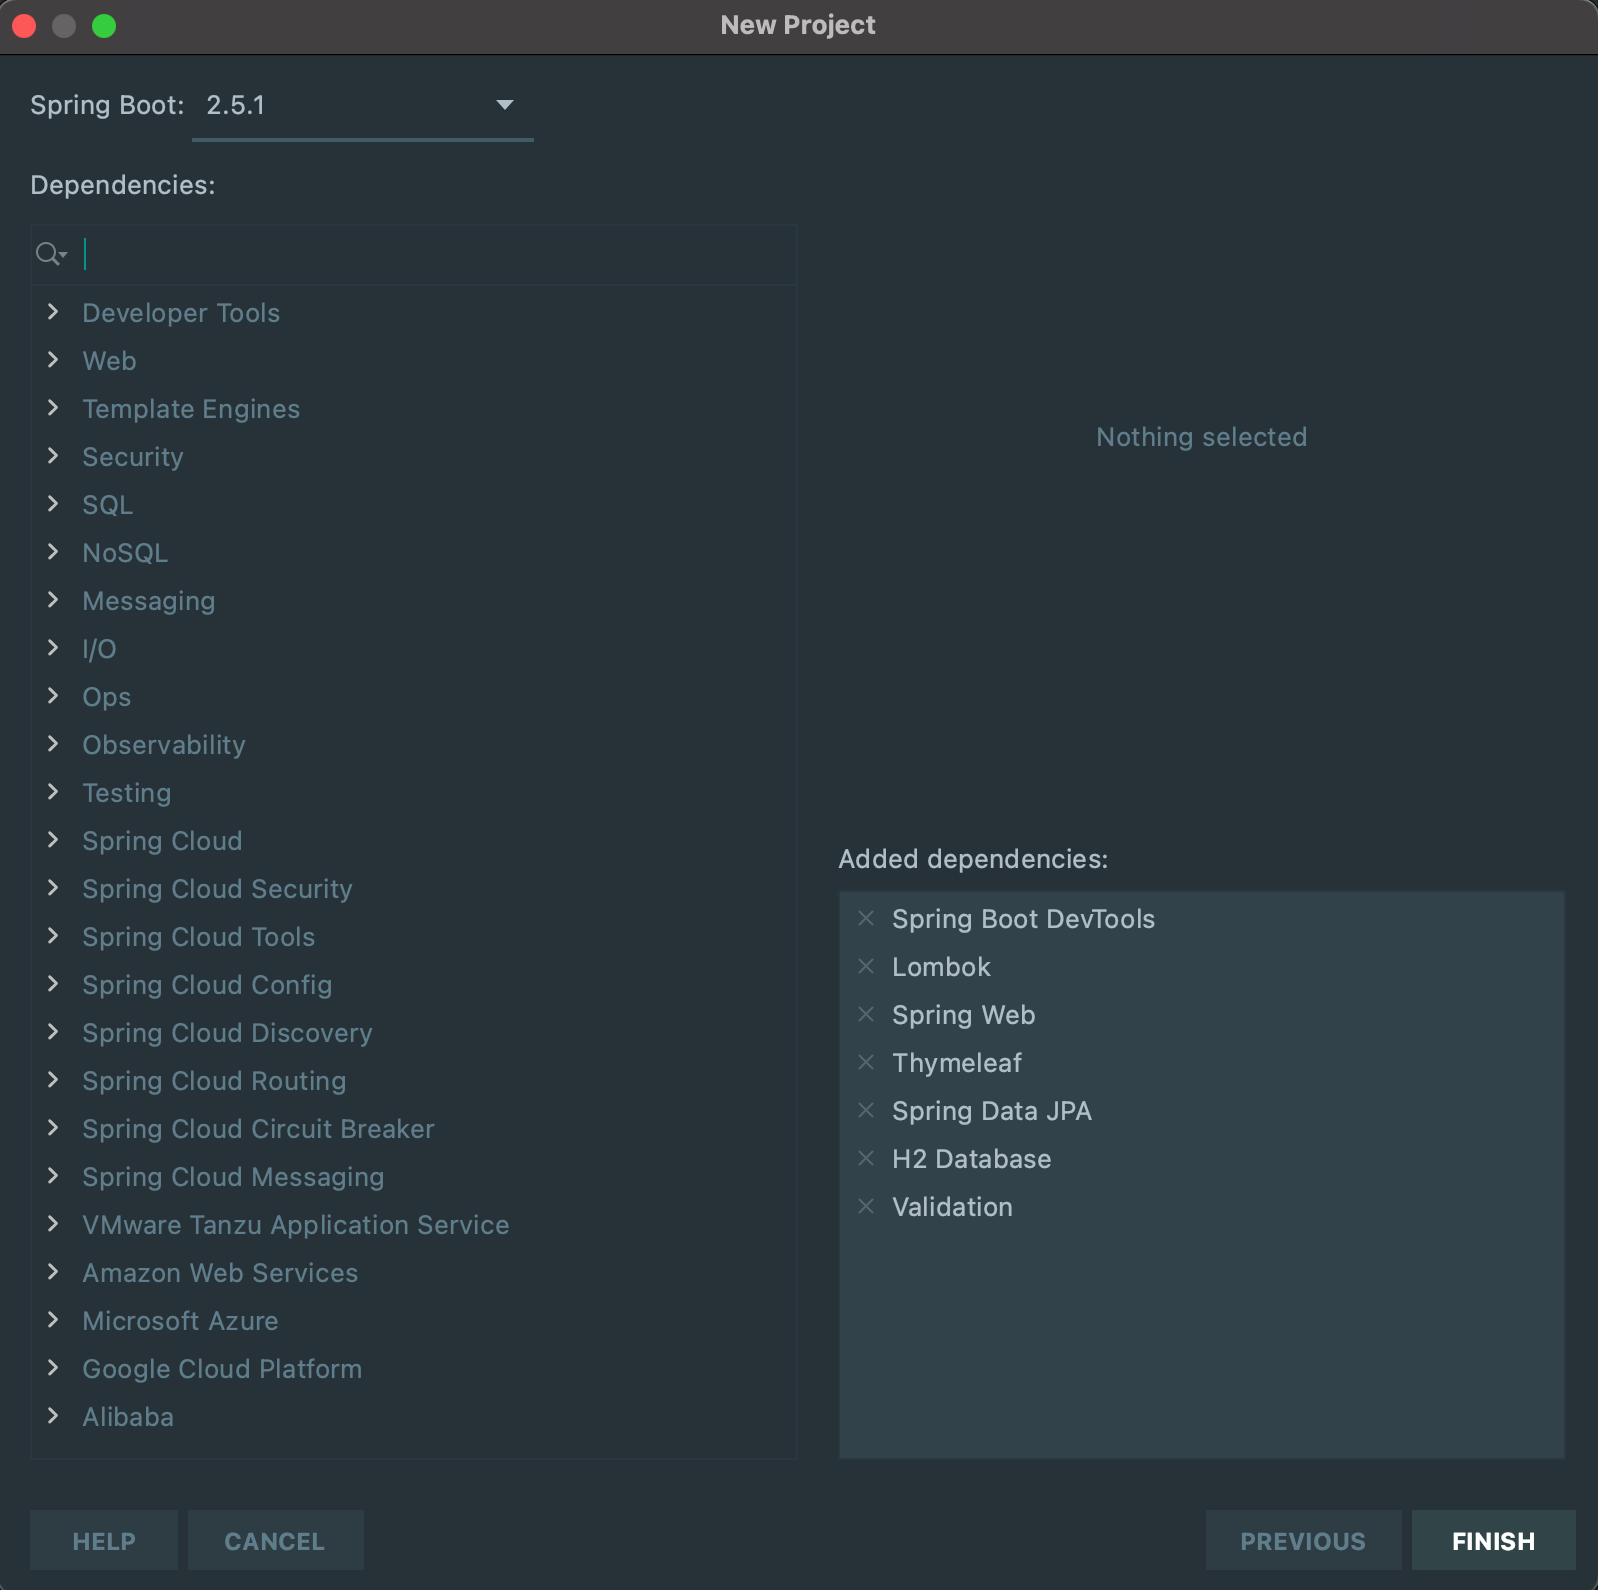 New Project
Spring Boot: 2.5.1
Dependencies:
Developer Tools
Web
Template Engines
Security
SQL
NoSQL
Messaging
I/O
Ops
Observability
Testing
Spring Cloud
Spring Cloud Security
Spring Cloud Tools
Spring Cloud Config
Spring Cloud Discovery
Spring Cloud Routing
Spring Cloud Circuit Breaker
Spring Cloud Messaging
VMware Tanzu Application Service
Amazon Web Services
Microsoft Azure
Google Cloud Platform
Alibaba
Nothing selected
Added dependencies:
Spring Boot DevTools
Lombok
Spring Web
Thymeleaf
Spring Data JPA
H2 Database
Validation
HELP
CANCEL
PREVIOUS
FINISH